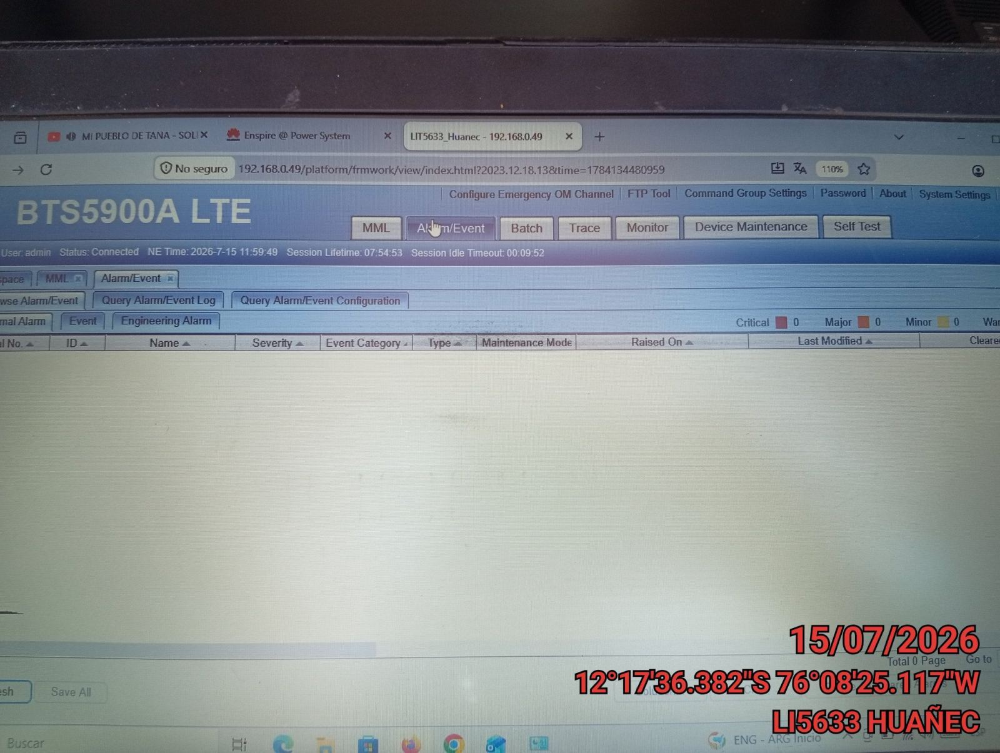 MI PUEBLO DE TANA - SOLI
Enspire @ Power System
LIT5633_Huanec - 192.168.0.49
No seguro
192.168.0.49/platform/frmwork/view/index.html?2023.12.18.13&time=1784134480959
110%
Configure Emergency OM Channel
FTP Tool
Command Group Settings
Password
About
System Settings
BTS5900A LTE
MML
Alarm/Event
Batch
Trace
Monitor
Device Maintenance
Self Test
User: admin Status: Connected NE Time: 2026-7-15 11:59:49 Session Lifetime: 07:54:53 Session Idle Timeout: 00:09:52
space
MML
Alarm/Event
wse Alarm/Event
Query Alarm/Event Log
Query Alarm/Event Configuration
mal Alarm
Event
Engineering Alarm
Critical 0
Major 0
Minor 0
War
l No.
ID
Name
Severity
Event Category
Type
Maintenance Mode
Raised On
Last Modified
Cleare
15/07/2026
Total 0 Page
Go to
12°17'36.382"S 76°08'25.117"W
esh
Save All
LI5633 HUAÑEC
Buscar
ENG - ARG Inicio